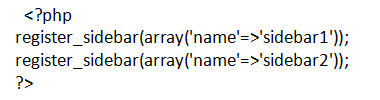 <?php
register_sidebar(array('name'=>'sidebar1'));
register_sidebar(array('name'=>'sidebar2'));
?>